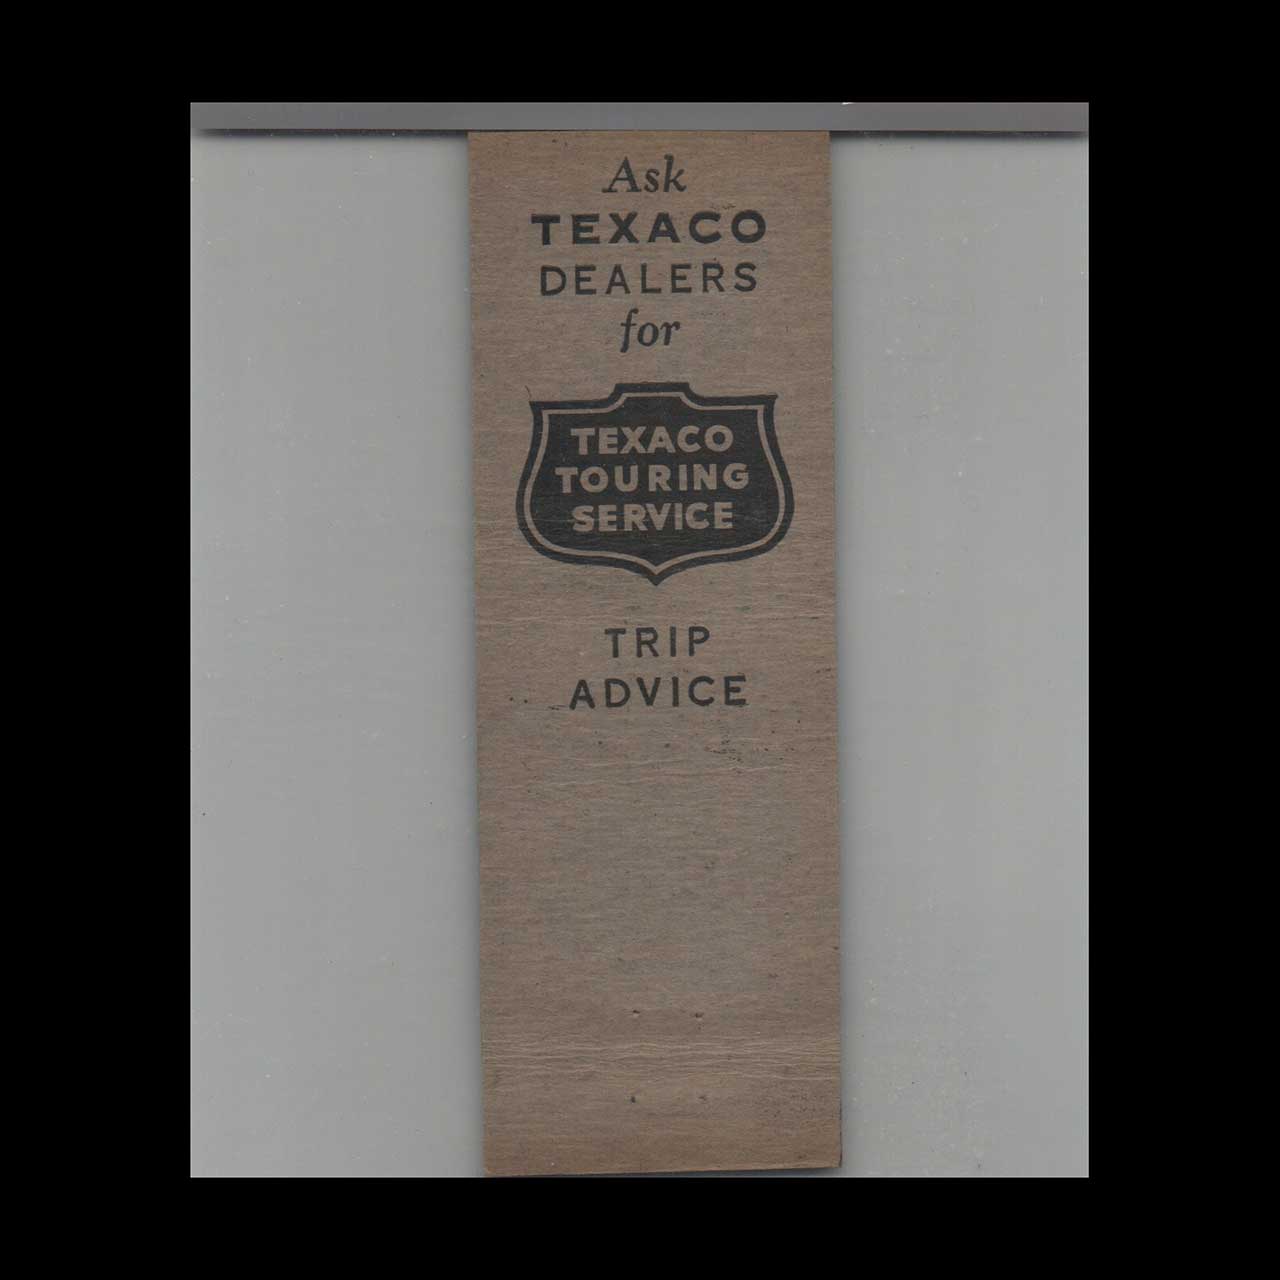 Ask
TEXACO
DEALERS
for
TEXACO
TOURING
SERVICE
TRIP
ADVICE